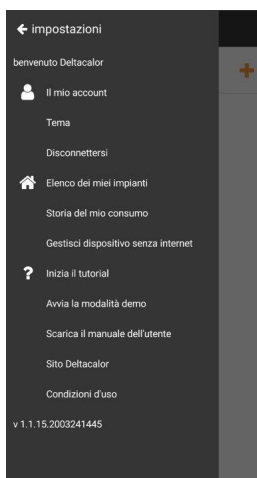 impostazioni
benvenuto Deltacalor
Il mio account
Tema
Disconnettersi
Elenco dei miei impianti
Storia del mio consumo
Gestisci dispositivo senza internet
Inizia il tutorial
Avvia la modalità demo
Scarica il manuale dell'utente
Sito Deltacalor
Condizioni d'uso
v 1.1.15.2003241445